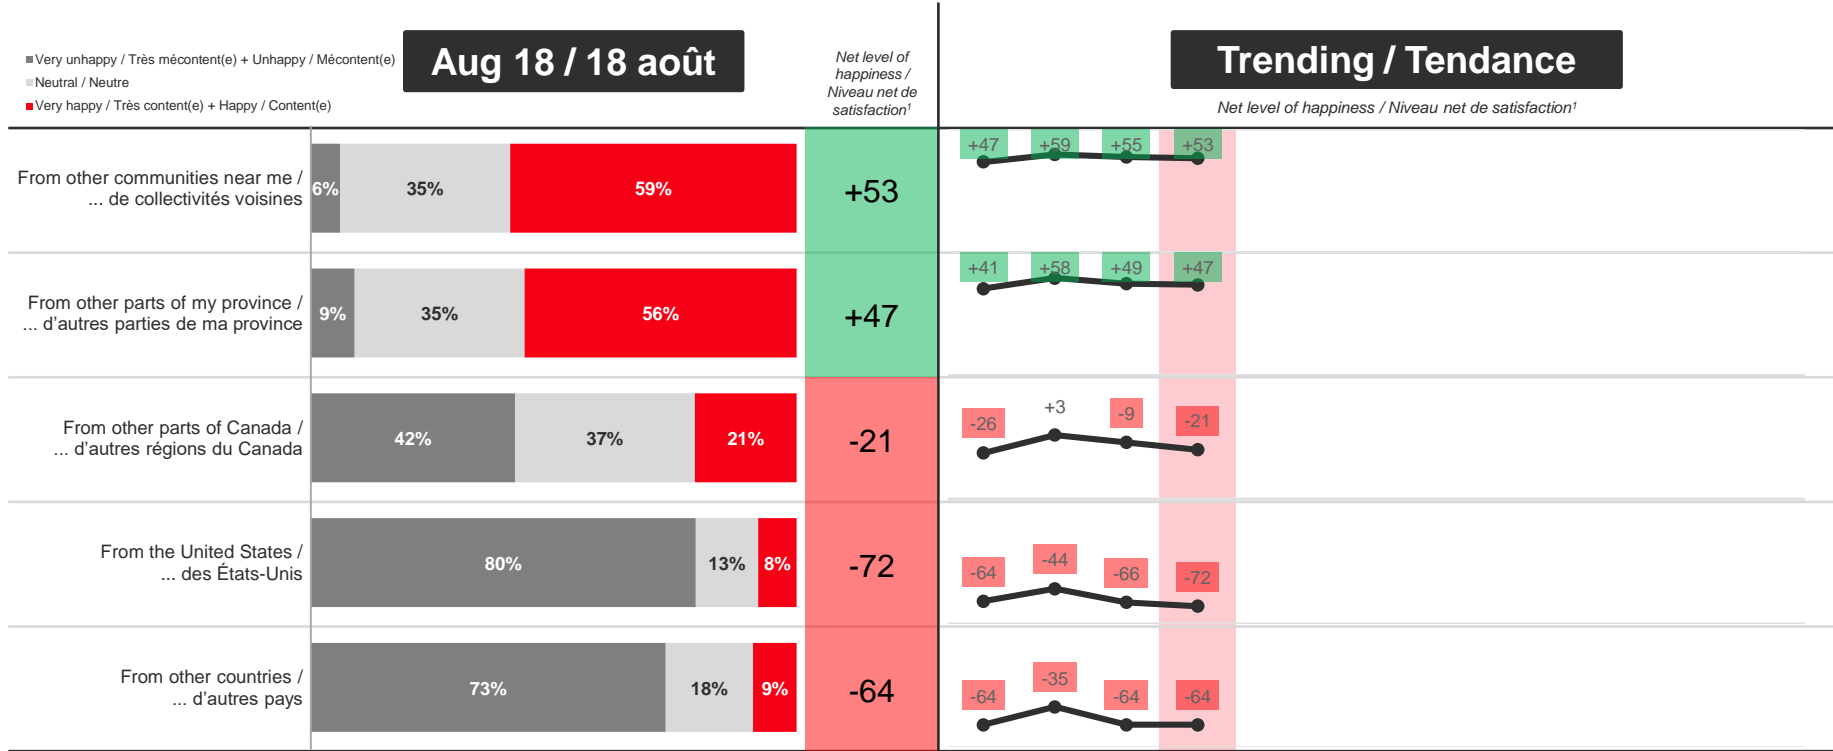 Very unhappy / Très mécontent(e) + Unhappy / Mécontent(e)
Neutral / Neutre
Very happy / Très content(e) + Happy / Content(e)
Aug 18 / 18 août
Net level of
happiness /
Niveau net de
satisfaction¹
Trending / Tendance
Net level of happiness / Niveau net de satisfaction¹
From other communities near me /
... de collectivités voisines
6%
35%
59%
+53
+47
+59
+55
+53
From other parts of my province /
... d'autres parties de ma province
9%
35%
56%
+47
+41
+58
+49
+47
From other parts of Canada /
... d'autres régions du Canada
42%
37%
21%
-21
-26
+3
-9
-21
From the United States /
... des États-Unis
80%
13%
8%
-72
-64
-44
-66
-72
From other countries /
... d'autres pays
73%
18%
9%
-64
-64
-35
-64
-64